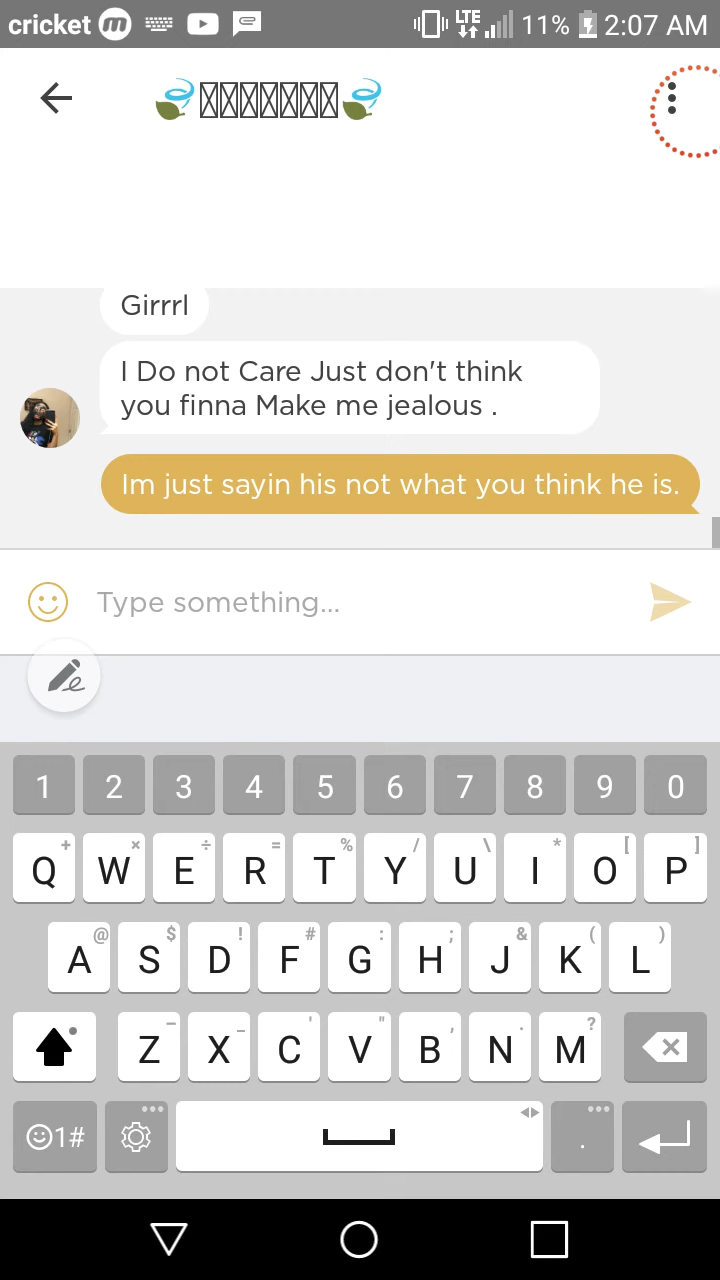 cricket m LTE 11% 2:07 AM
Girrrl
I Do not Care Just don't think
you finna Make me jealous .
Im just sayin his not what you think he is.
Type something...
1 2 3 4 5 6 7 8 9 0
+ × ÷ = % / \ * [ ]
Q W E R T Y U I O P
@ $ ! # : ; & ( )
A S D F G H J K L
– _ ' " , . ?
Z X C V B N M
1# .